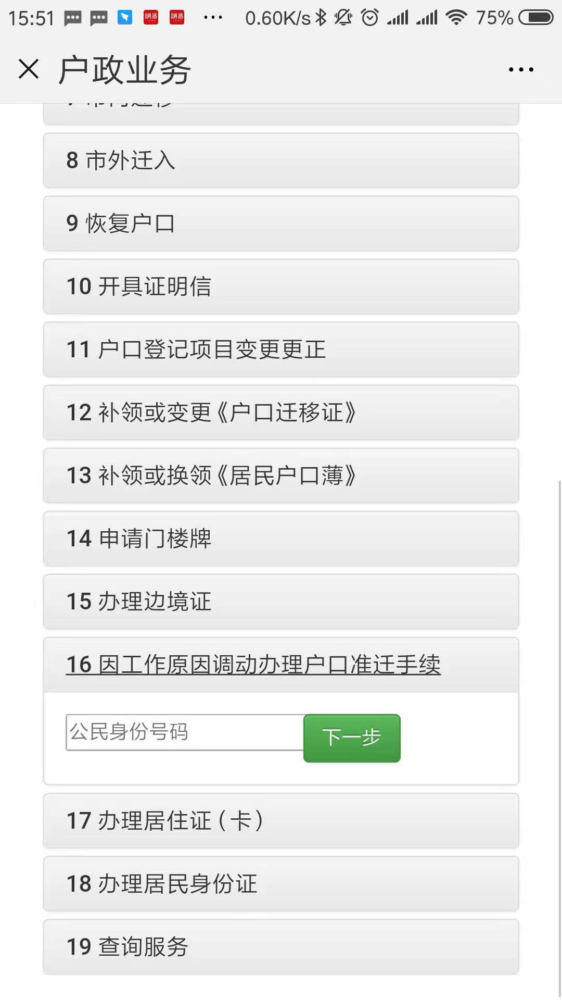 15:51
0.60K/s
75%
户政业务
8 市外迁入
9 恢复户口
10 开具证明信
11 户口登记项目变更更正
12 补领或变更《户口迁移证》
13 补领或换领《居民户口薄》
14 申请门楼牌
15 办理边境证
16 因工作原因调动办理户口准迁手续
公民身份号码
下一步
17 办理居住证(卡)
18 办理居民身份证
19 查询服务